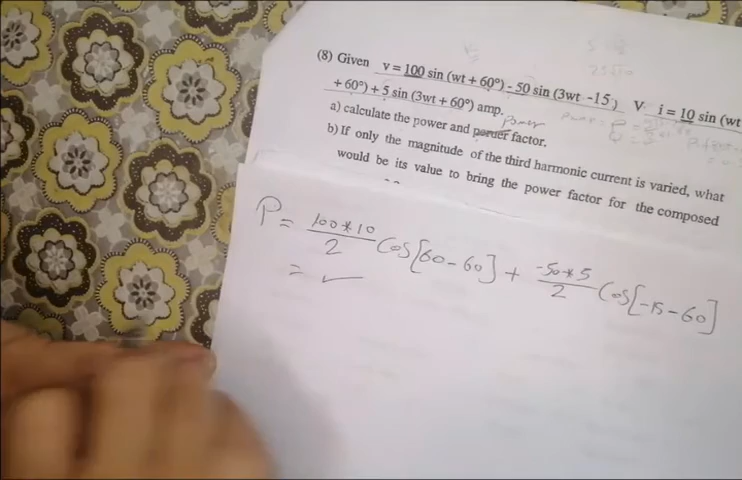 (8) Given v = 100 sin (wt + 60°) - 50 sin (3wt - 15) V i = 10 sin (wt
+ 60°) + 5 sin (3wt + 60°) amp.
Power
a) calculate the power and factor.
b) If only the magnitude of the third harmonic current is varied, what
would be its value to bring the power factor for the composed
P = 100*10/2 Cos[60-60] + -50*5/2 Cos[-15-60]
= ✓